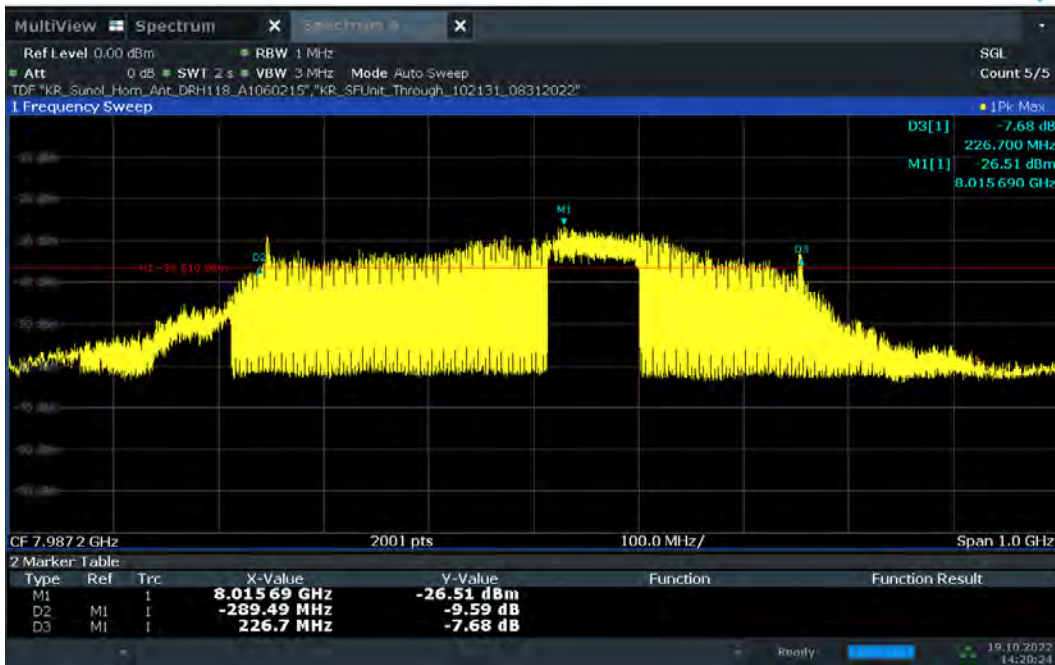 MultiView Spectrum X Spectrum X
Ref Level 0.00 dBm RBW 1 MHz SGL
Att 0 dB SWT 2 s VBW 3 MHz Mode Auto Sweep Count 5/5
TDF "KR_Sunol_Horn_Ant_DRH118_A1060215","KR_SFUnit_Through_102131_08312022"
1 Frequency Sweep 1Pk Max
D3[1] -7.68 dB
226.700 MHz
M1[1] -26.51 dBm
8.015690 GHz
M1
D2 D3
CF 7.9872 GHz 2001 pts 100.0 MHz/ Span 1.0 GHz
2 Marker Table
Type Ref Trc X-Value Y-Value Function Function Result
M1 1 8.01569 GHz -26.51 dBm
D2 M1 1 -289.49 MHz -9.59 dB
D3 M1 1 226.7 MHz -7.68 dB
Ready 19.10.2022
14:20:24